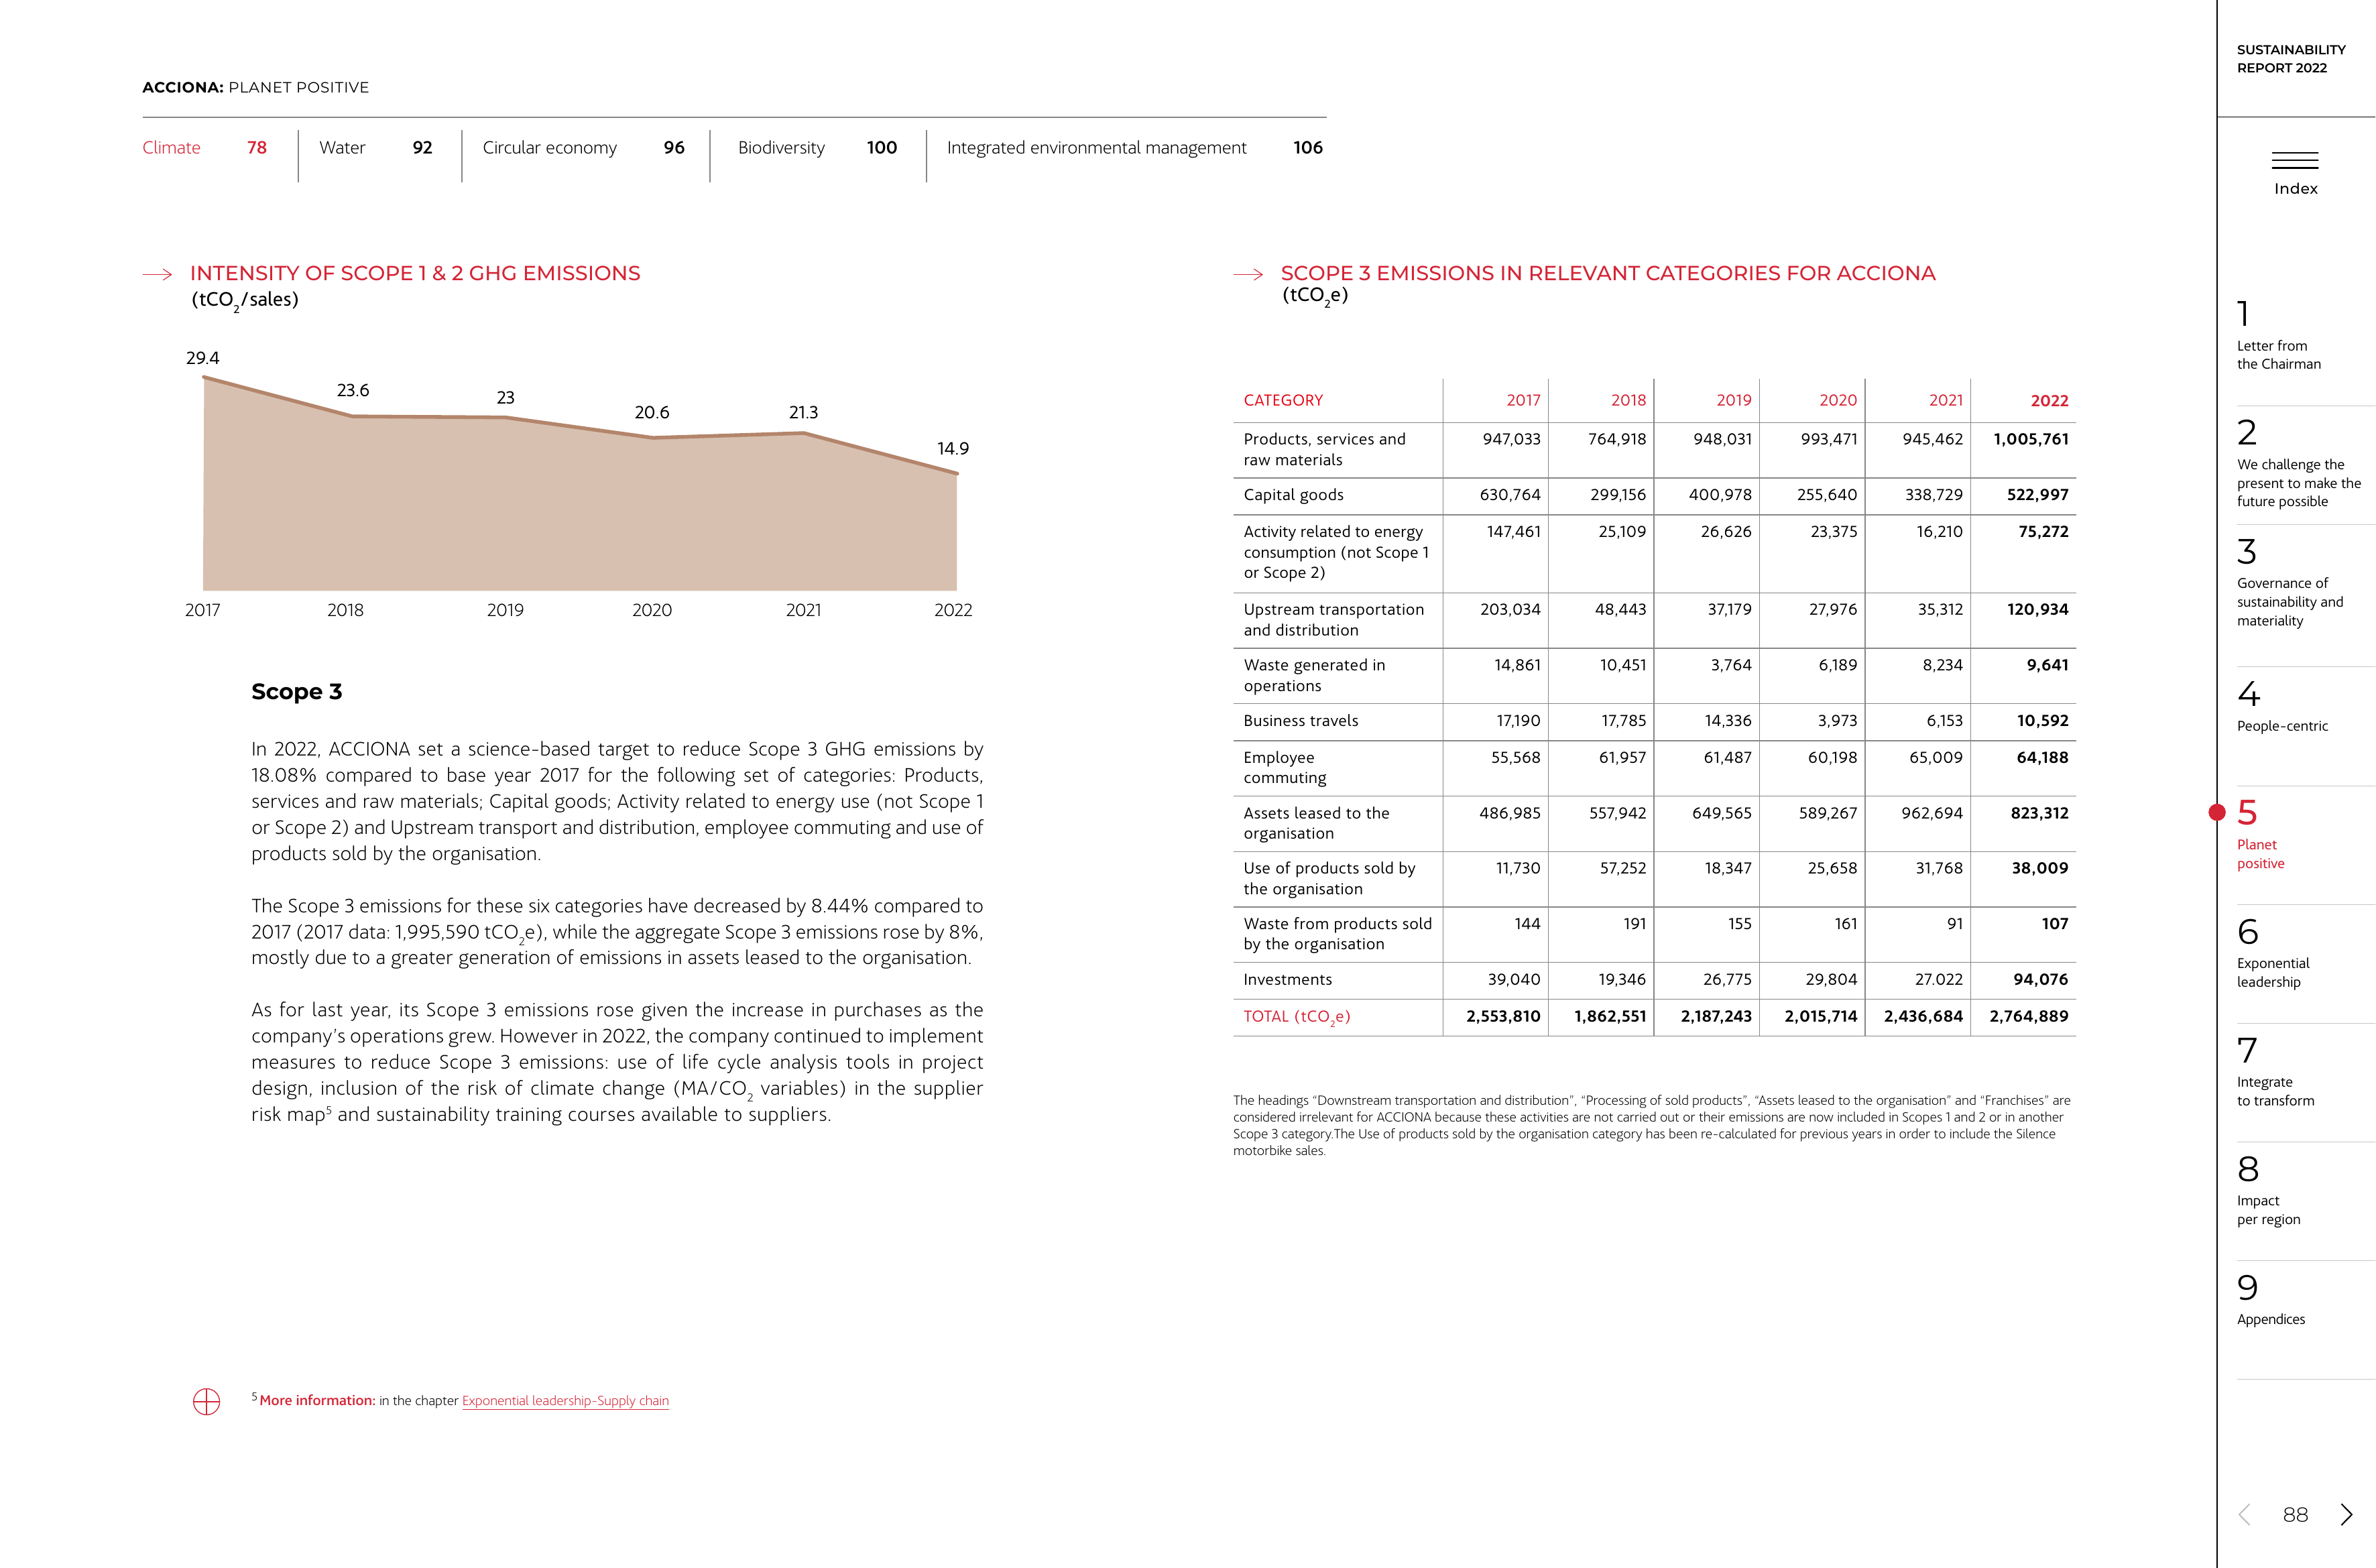 ACCIONA: PLANET POSITIVE
Climate 78 Water 92 Circular economy 96 Biodiversity 100 Integrated environmental management 106
INTENSITY OF SCOPE 1 & 2 GHG EMISSIONS
(tCO2/sales)
29.4
23.6
23
20.6
21.3
14.9
2017 2018 2019 2020 2021 2022
Scope 3
In 2022, ACCIONA set a science-based target to reduce Scope 3 GHG emissions by
18.08% compared to base year 2017 for the following set of categories: Products,
services and raw materials; Capital goods; Activity related to energy use (not Scope 1
or Scope 2) and Upstream transport and distribution, employee commuting and use of
products sold by the organisation.
The Scope 3 emissions for these six categories have decreased by 8.44% compared to
2017 (2017 data: 1,995,590 tCO2e), while the aggregate Scope 3 emissions rose by 8%,
mostly due to a greater generation of emissions in assets leased to the organisation.
As for last year, its Scope 3 emissions rose given the increase in purchases as the
company's operations grew. However in 2022, the company continued to implement
measures to reduce Scope 3 emissions: use of life cycle analysis tools in project
design, inclusion of the risk of climate change (MA/CO2 variables) in the supplier
risk map5 and sustainability training courses available to suppliers.
5 More information: in the chapter Exponential leadership-Supply chain
SCOPE 3 EMISSIONS IN RELEVANT CATEGORIES FOR ACCIONA
(tCO2e)
CATEGORY 2017 2018 2019 2020 2021 2022
Products, services and 947,033 764,918 948,031 993,471 945,462 1,005,761
raw materials
Capital goods 630,764 299,156 400,978 255,640 338,729 522,997
Activity related to energy 147,461 25,109 26,626 23,375 16,210 75,272
consumption (not Scope 1
or Scope 2)
Upstream transportation 203,034 48,443 37,179 27,976 35,312 120,934
and distribution
Waste generated in 14,861 10,451 3,764 6,189 8,234 9,641
operations
Business travels 17,190 17,785 14,336 3,973 6,153 10,592
Employee 55,568 61,957 61,487 60,198 65,009 64,188
commuting
Assets leased to the 486,985 557,942 649,565 589,267 962,694 823,312
organisation
Use of products sold by 11,730 57,252 18,347 25,658 31,768 38,009
the organisation
Waste from products sold 144 191 155 161 91 107
by the organisation
Investments 39,040 19,346 26,775 29,804 27.022 94,076
TOTAL (tCO2e) 2,553,810 1,862,551 2,187,243 2,015,714 2,436,684 2,764,889
The headings “Downstream transportation and distribution”, “Processing of sold products”, “Assets leased to the organisation” and “Franchises” are
considered irrelevant for ACCIONA because these activities are not carried out or their emissions are now included in Scopes 1 and 2 or in another
Scope 3 category.The Use of products sold by the organisation category has been re-calculated for previous years in order to include the Silence
motorbike sales.
SUSTAINABILITY
REPORT 2022
Index
1
Letter from
the Chairman
2
We challenge the
present to make the
future possible
3
Governance of
sustainability and
materiality
4
People-centric
5
Planet
positive
6
Exponential
leadership
7
Integrate
to transform
8
Impact
per region
9
Appendices
88